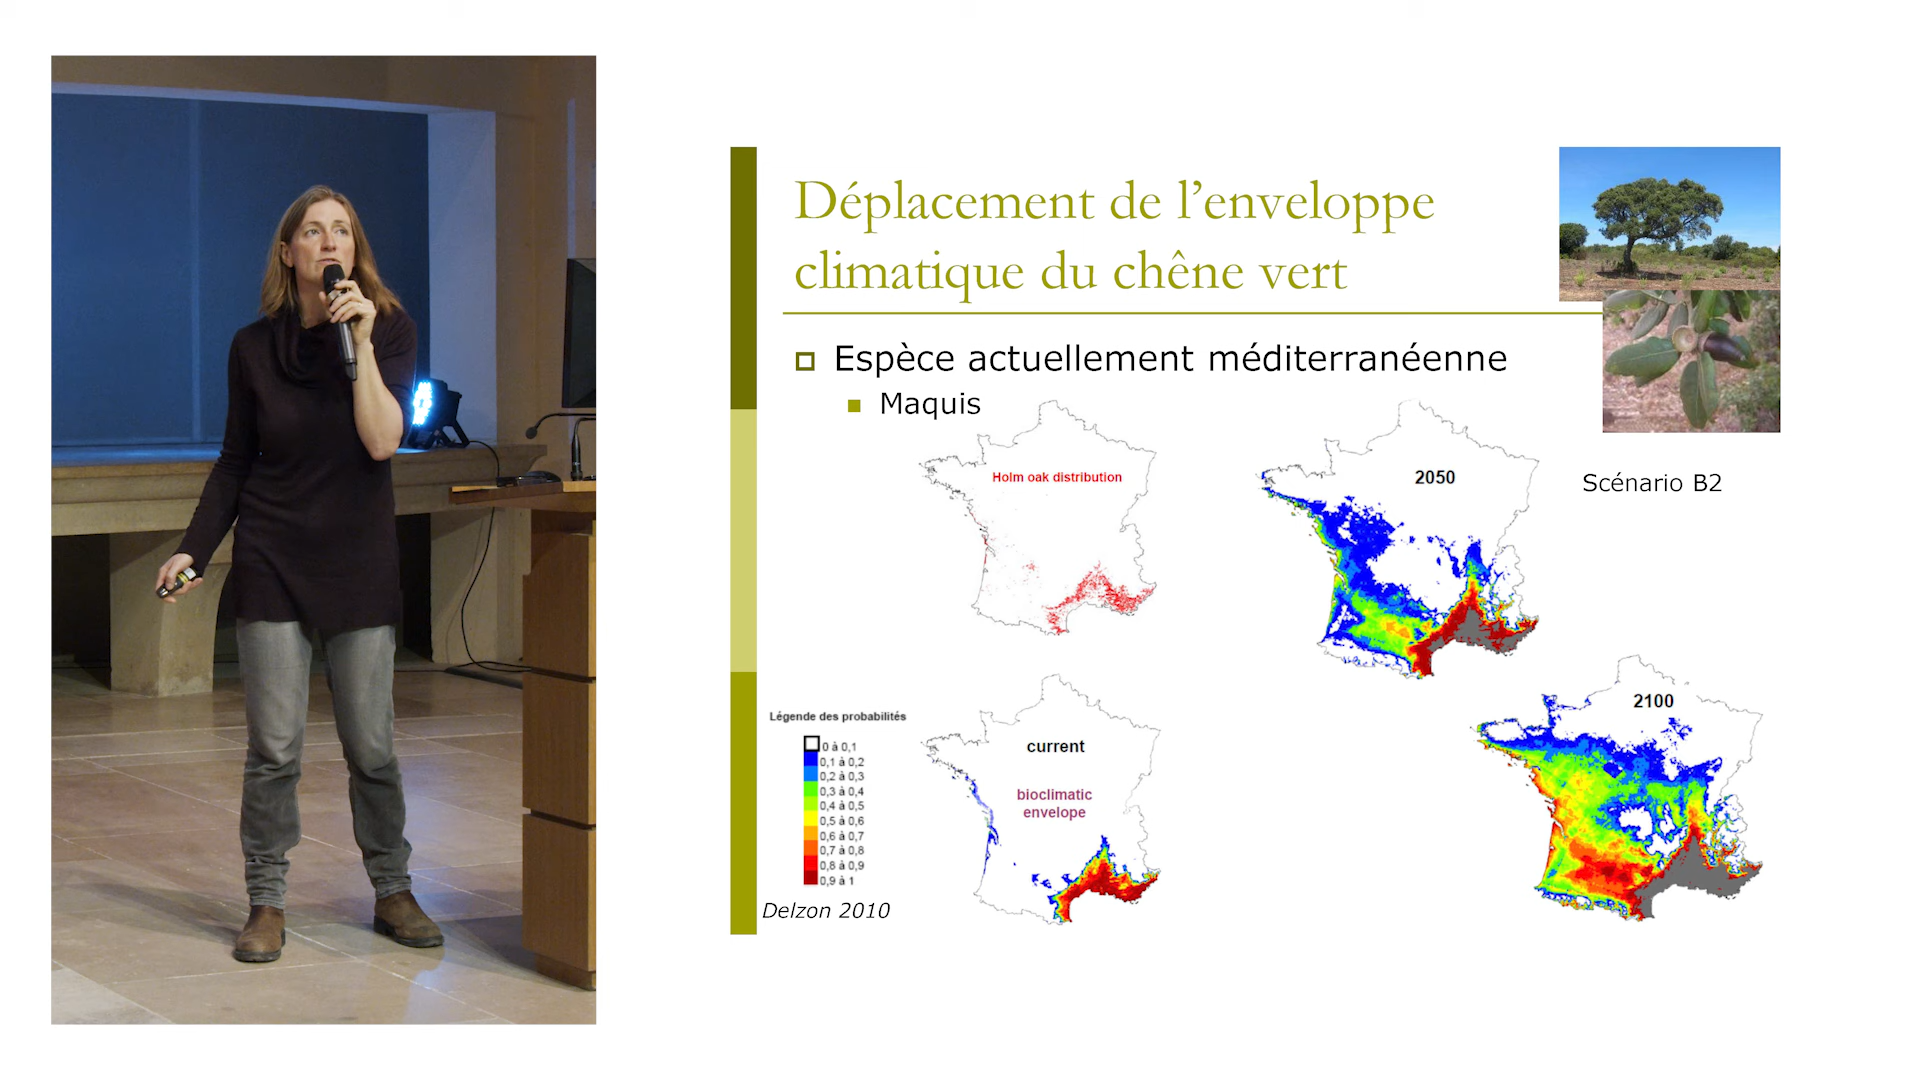 Déplacement de l'enveloppe
climatique du chêne vert
Espèce actuellement méditerranéenne
Maquis
Holm oak distribution
2050
Scénario B2
2100
Légende des probabilités
0 à 0,1
0,1 à 0,2
0,2 à 0,3
0,3 à 0,4
0,4 à 0,5
0,5 à 0,6
0,6 à 0,7
0,7 à 0,8
0,8 à 0,9
0,9 à 1
current
bioclimatic
envelope
Delzon 2010